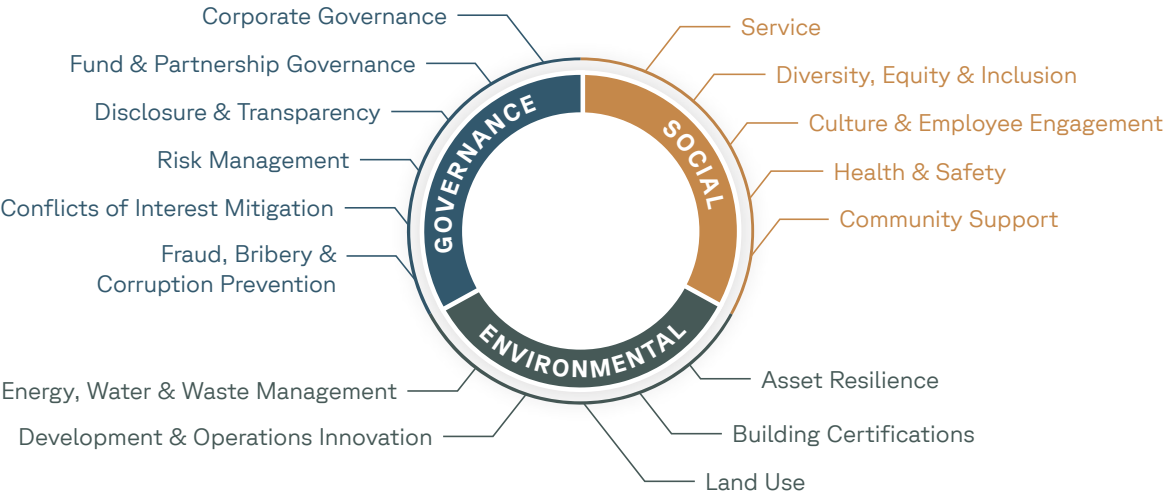 Corporate Governance
Fund & Partnership Governance
Disclosure & Transparency
Risk Management
Conflicts of Interest Mitigation
Fraud, Bribery &
Corruption Prevention
GOVERNANCE
SOCIAL
Service
Diversity, Equity & Inclusion
Culture & Employee Engagement
Health & Safety
Community Support
ENVIRONMENTAL
Energy, Water & Waste Management
Development & Operations Innovation
Asset Resilience
Building Certifications
Land Use